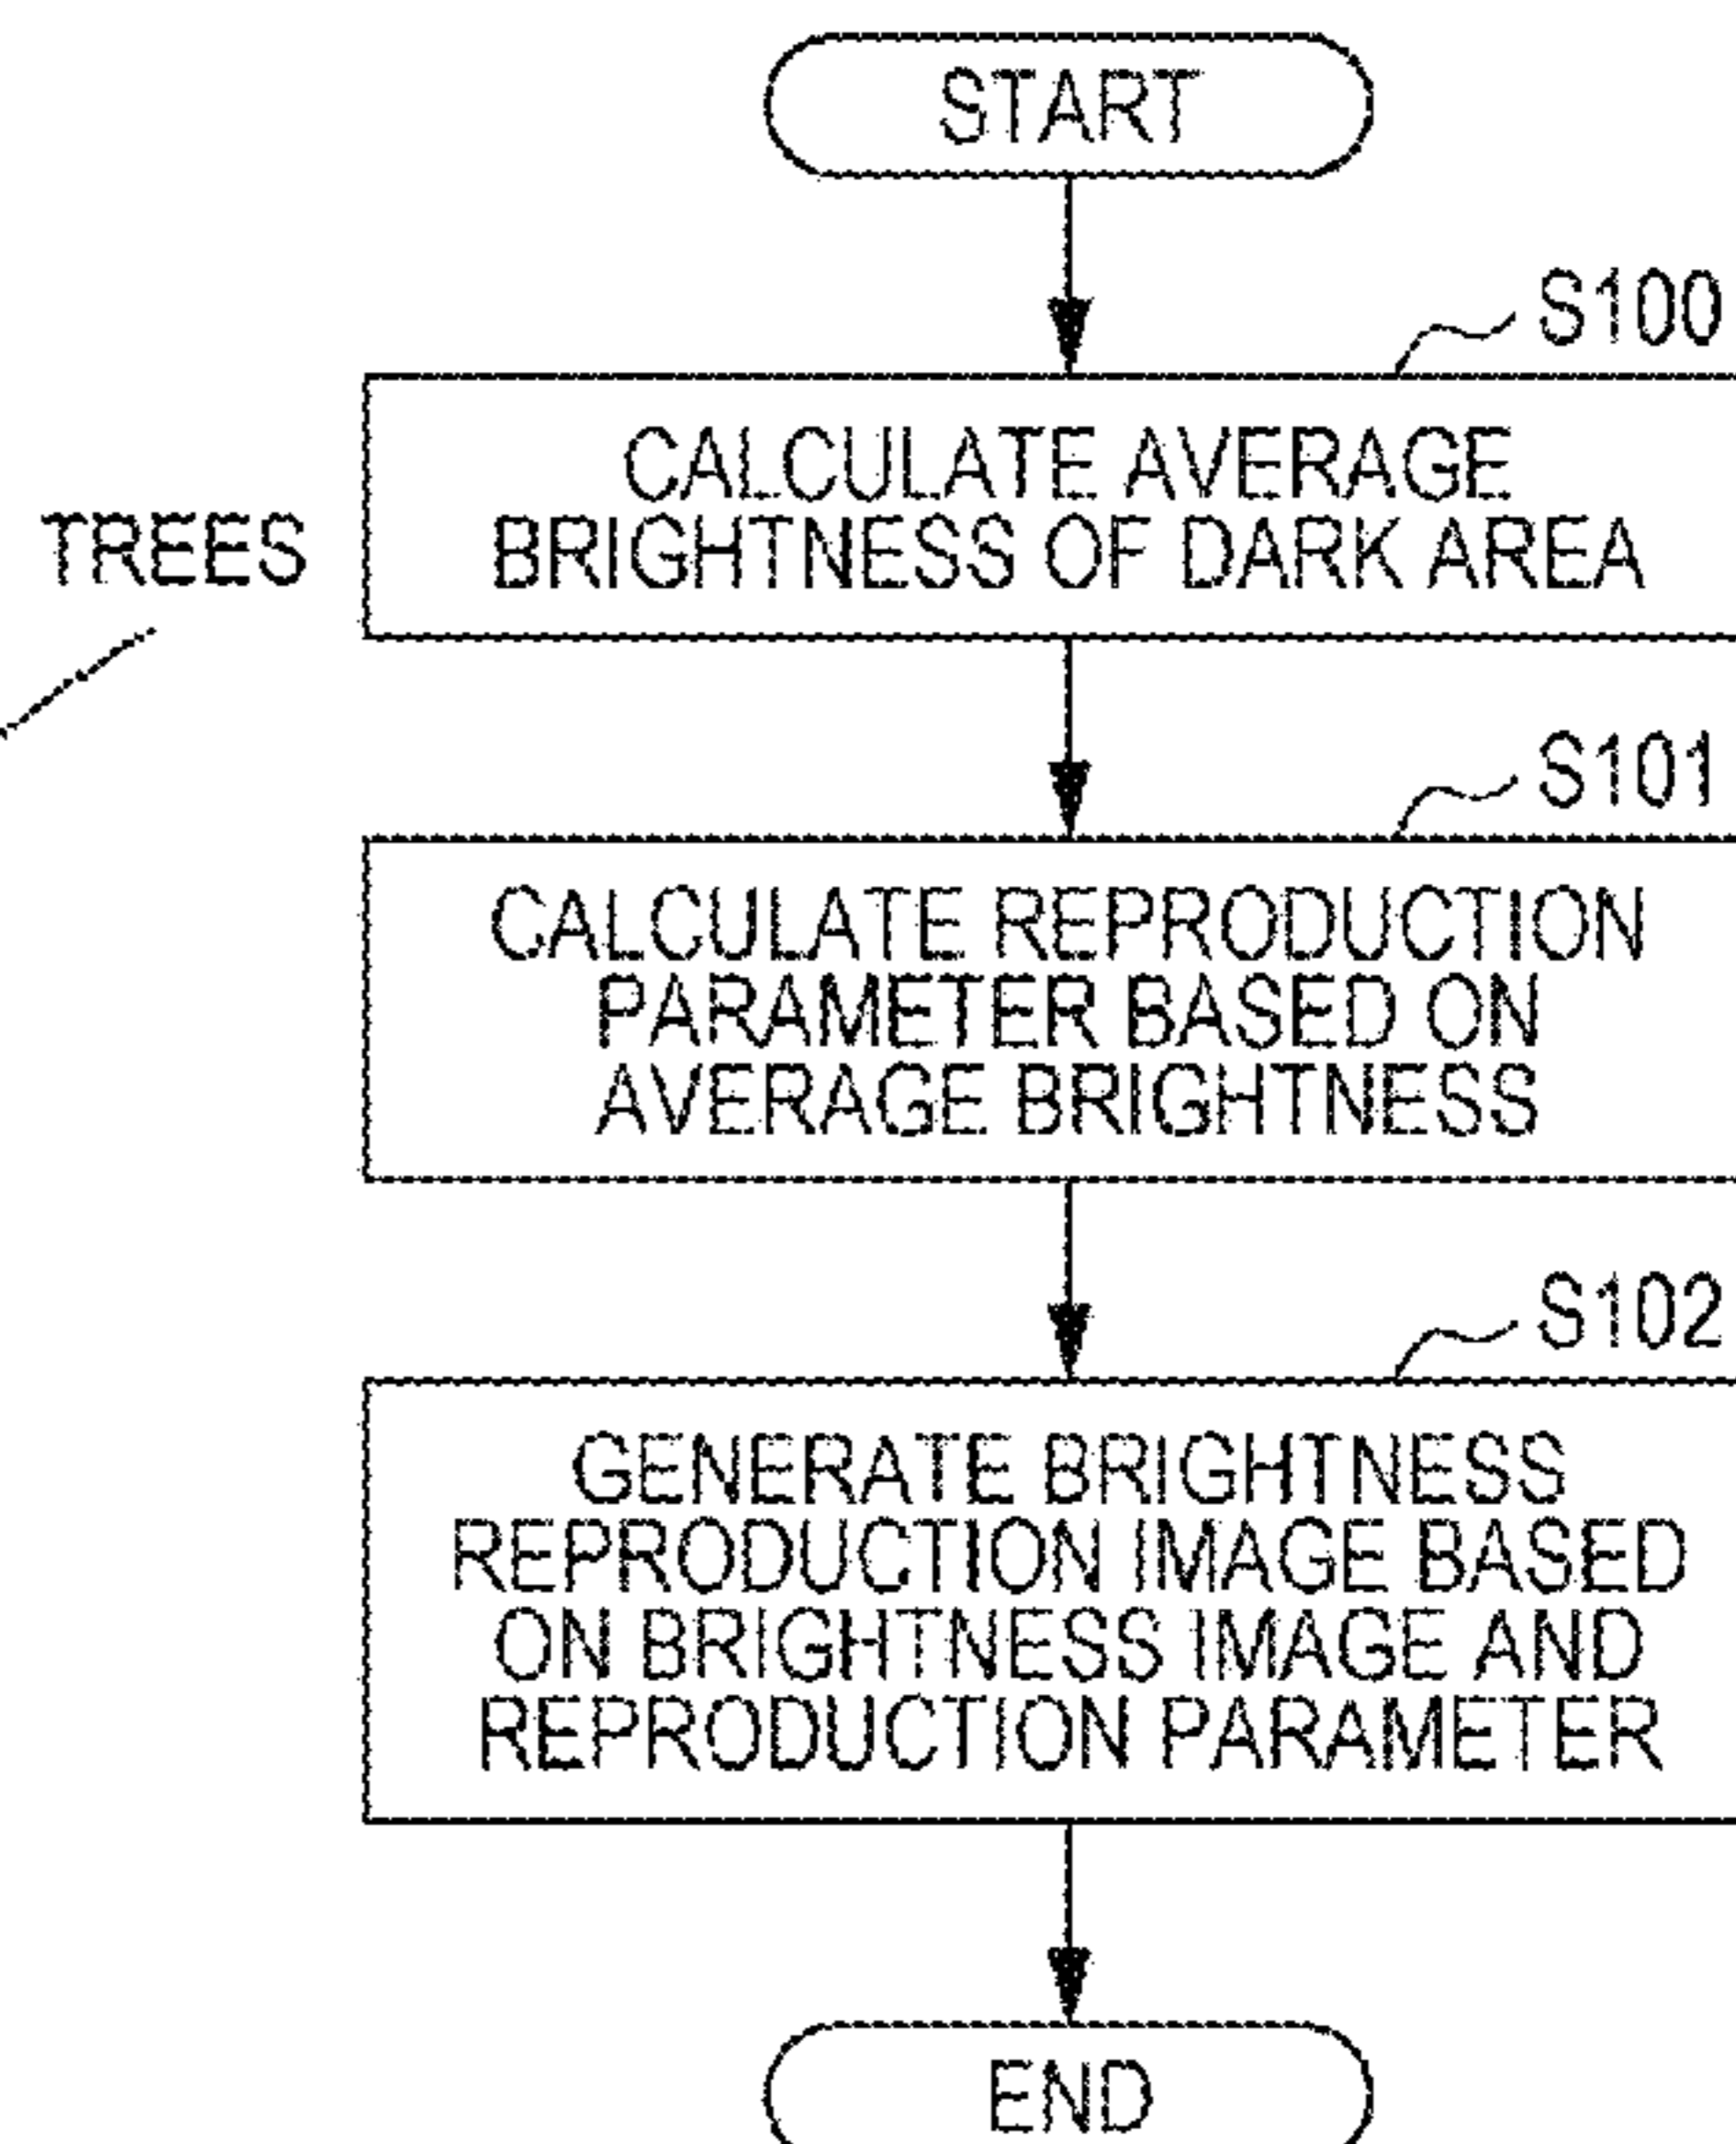 START
S100
CALCULATE AVERAGE
BRIGHTNESS OF DARK AREA
TREES
S101
CALCULATE REPRODUCTION
PARAMETER BASED ON
AVERAGE BRIGHTNESS
S102
GENERATE BRIGHTNESS
REPRODUCTION IMAGE BASED
ON BRIGHTNESS IMAGE AND
REPRODUCTION PARAMETER
END